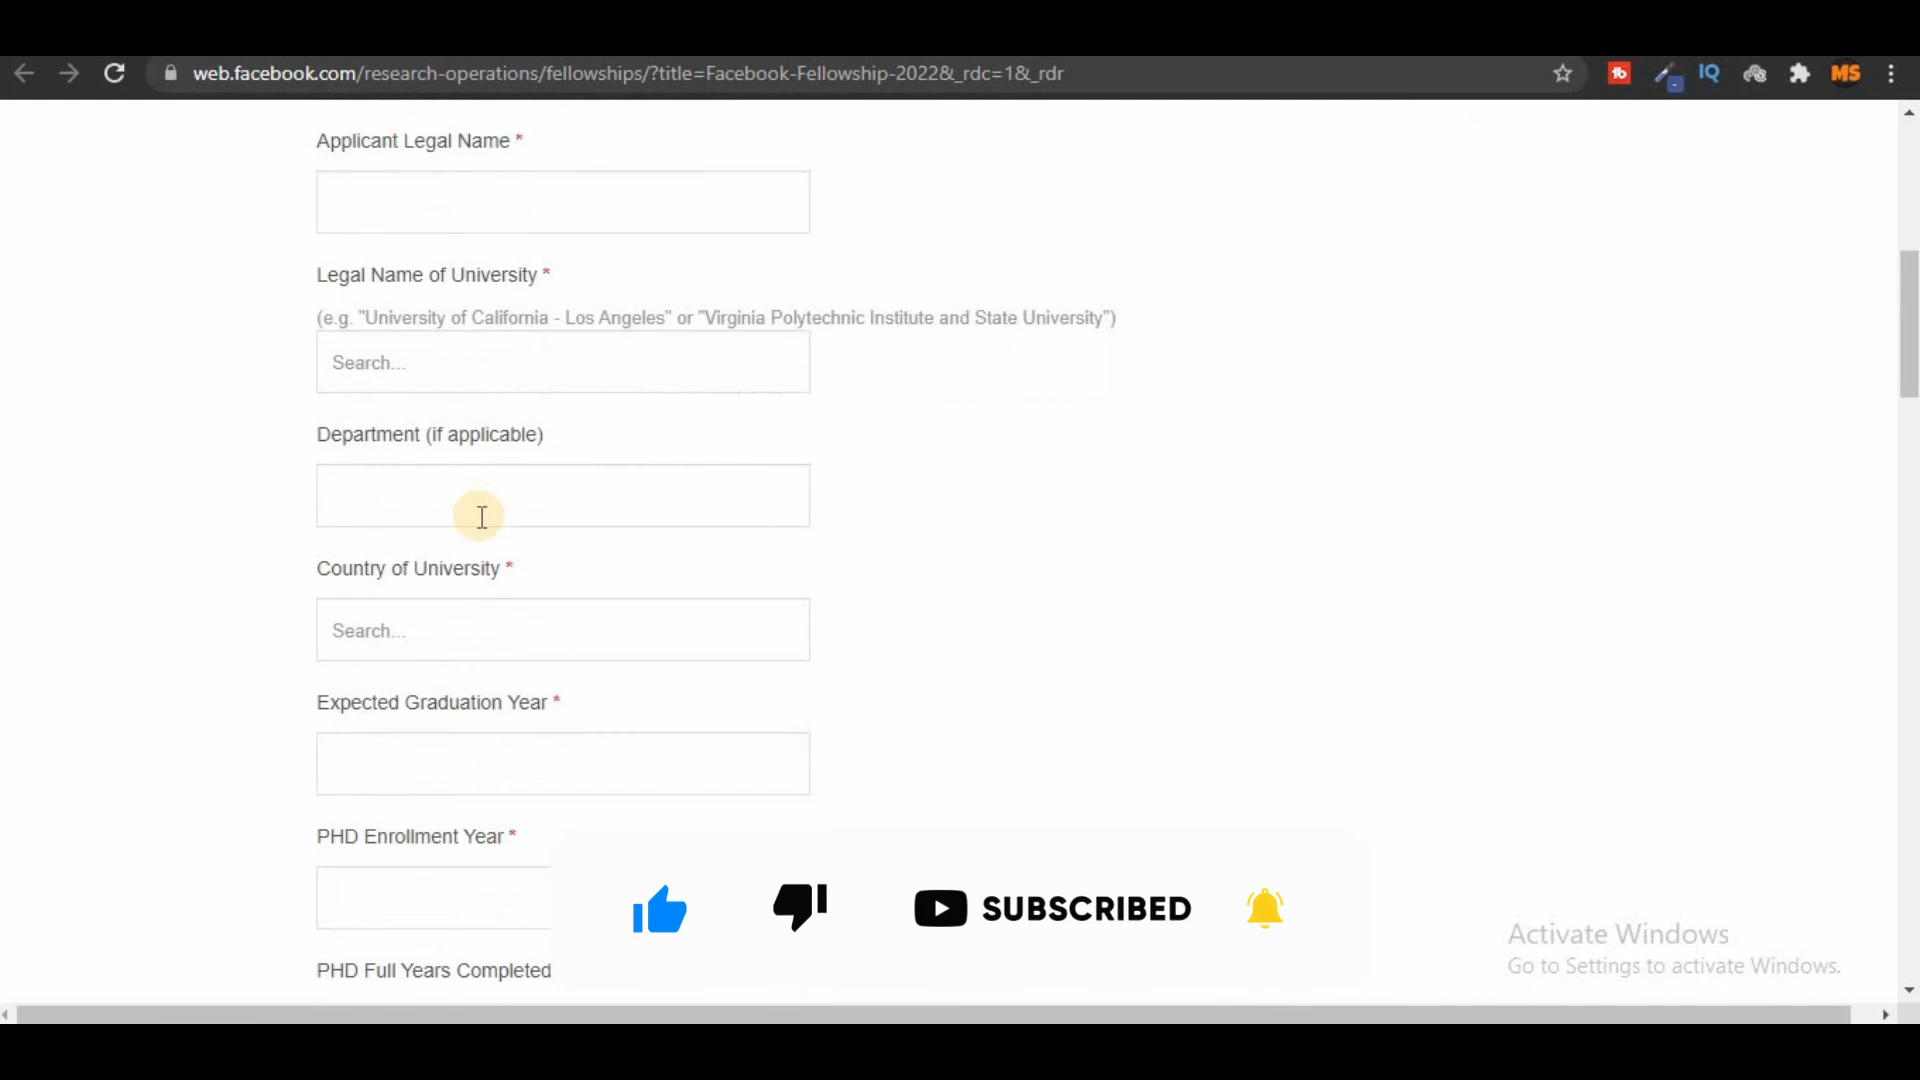 web.facebook.com/research-operations/fellowships/?title=Facebook-Fellowship-2022&_rdc=1&_rdr
IQ
MS
Applicant Legal Name *
Legal Name of University *
(e.g. "University of California - Los Angeles" or "Virginia Polytechnic Institute and State University")
Search...
Department (if applicable)
Country of University *
Search...
Expected Graduation Year *
PHD Enrollment Year *
SUBSCRIBED
PHD Full Years Completed
Activate Windows
Go to Settings to activate Windows.